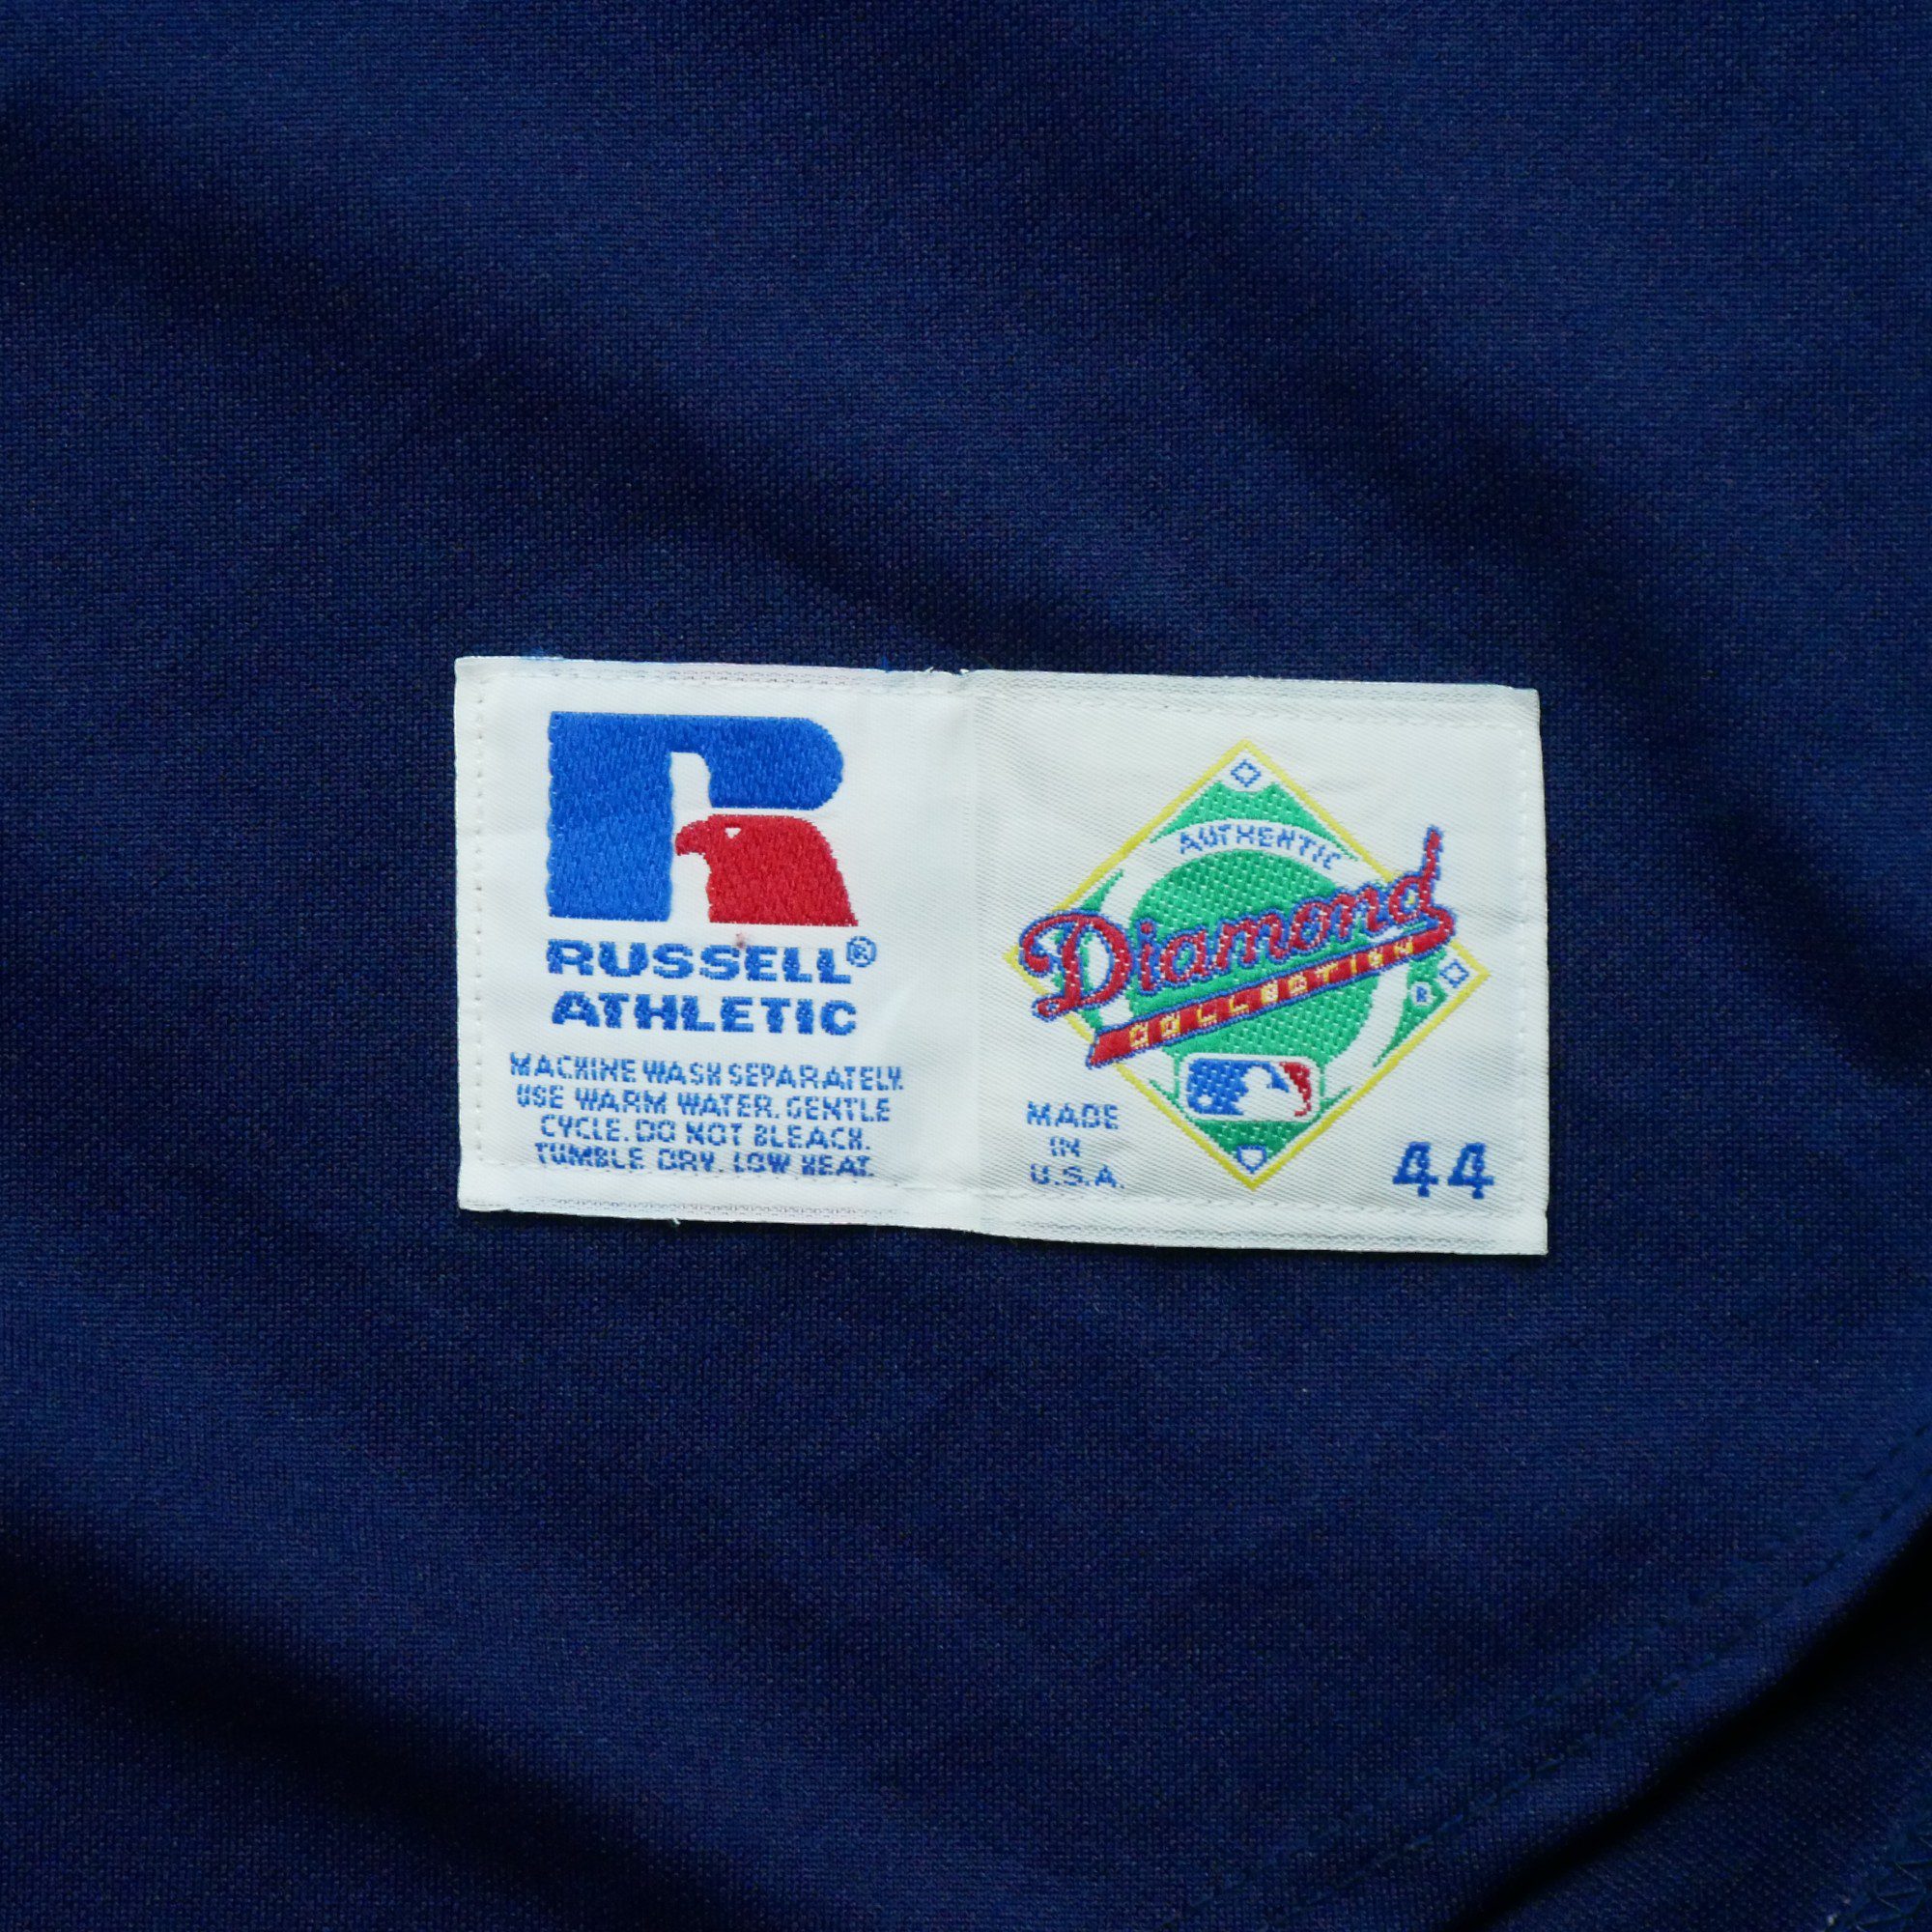 RUSSELL®
ATHLETIC
MACHINE WASH SEPARATELY.
USE WARM WATER. GENTLE
CYCLE. DO NOT BLEACH.
TUMBLE DRY. LOW HEAT.
AUTHENTIC
Diamond
COLLECTION
®
MADE
IN
U.S.A.
44